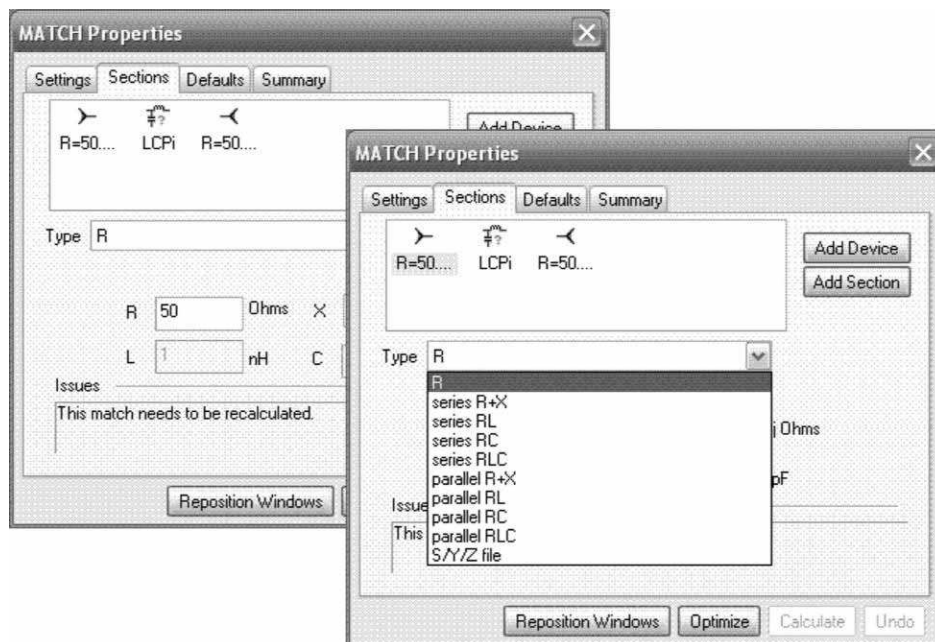 MATCH Properties
Settings Sections Defaults Summary
R=50.... LCPi R=50....
Add Device
Type R
R 50 Ohms X
L 1 nH C
Issues
This match needs to be recalculated.
Reposition Windows
MATCH Properties
Settings Sections Defaults Summary
R=50.... LCPi R=50....
Add Device
Add Section
Type R
R
series R+X
series RL
series RC
series RLC
parallel R+X
parallel RL
parallel RC
parallel RLC
S/Y/Z file
j Ohms
pF
Issue
This
Reposition Windows Optimize Calculate Undo